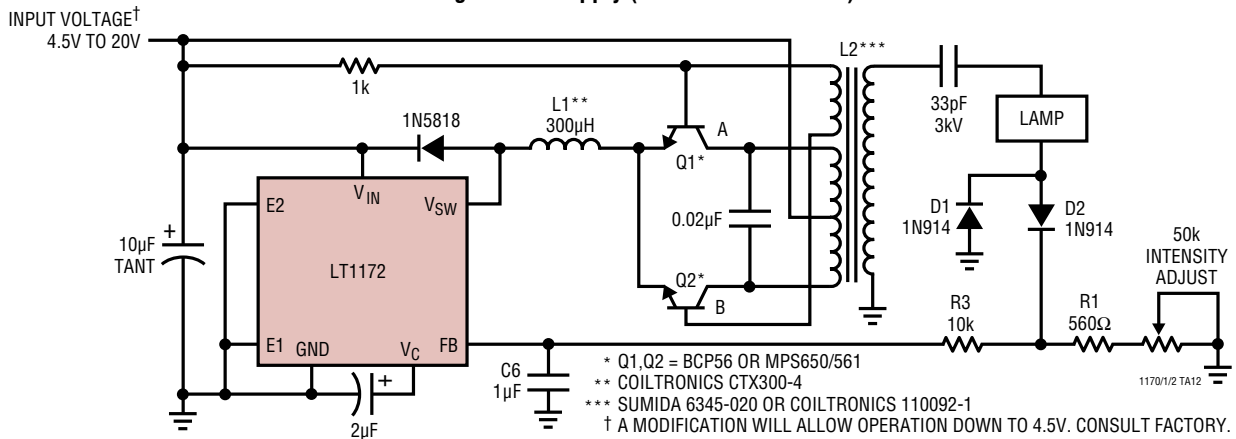 INPUT VOLTAGE†
4.5V TO 20V
1k
1N5818
L1**
300µH
A
Q1*
L2***
33pF
3kV
LAMP
E2
VIN
VSW
10µF
TANT
+
LT1172
0.02µF
Q2*
B
D1
1N914
D2
1N914
50k
INTENSITY
ADJUST
R3
10k
R1
560Ω
E1
GND
VC
FB
+
2µF
C6
1µF
* Q1,Q2 = BCP56 OR MPS650/561
** COILTRONICS CTX300-4
*** SUMIDA 6345-020 OR COILTRONICS 110092-1
† A MODIFICATION WILL ALLOW OPERATION DOWN TO 4.5V. CONSULT FACTORY.
1170/1/2 TA12